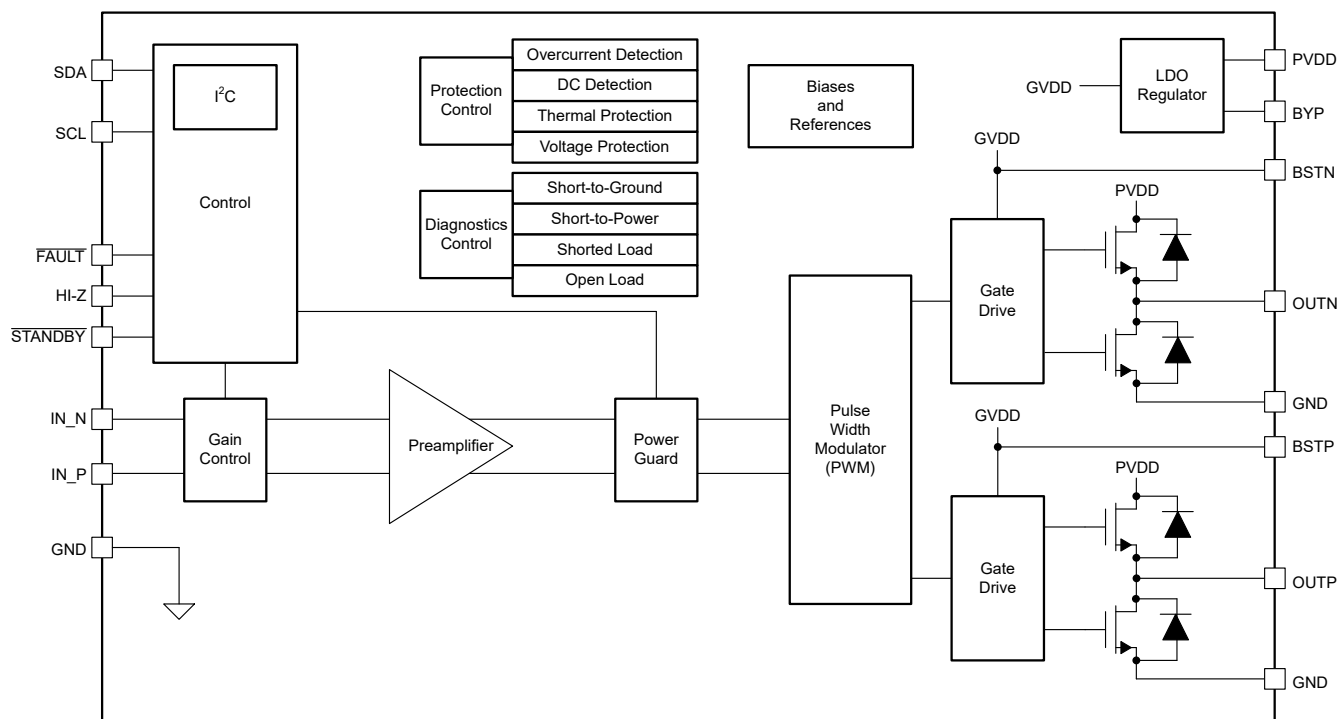 SDA
SCL
FAULT
HI-Z
STANDBY
IN_N
IN_P
GND
I²C
Control
Gain
Control
Preamplifier
Power
Guard
Protection
Control
Overcurrent Detection
DC Detection
Thermal Protection
Voltage Protection
Diagnostics
Control
Short-to-Ground
Short-to-Power
Shorted Load
Open Load
Biases
and
References
Pulse
Width
Modulator
(PWM)
GVDD
LDO
Regulator
PVDD
BYP
GVDD
BSTN
PVDD
Gate
Drive
OUTN
GND
GVDD
BSTP
PVDD
Gate
Drive
OUTP
GND